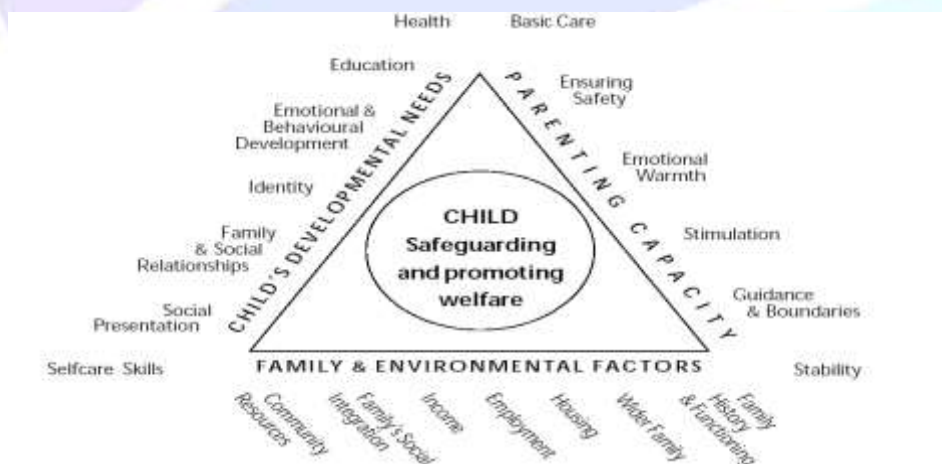 Health
Basic Care
Education
Ensuring
Safety
Emotional &
Behavioural
Development
Emotional
Warmth
Identity
Stimulation
Family
& Social
Relationships
Guidance
& Boundaries
Social
Presentation
Selfcare Skills
Stability
CHILD'S DEVELOPMENTAL NEEDS
PARENTING CAPACITY
CHILD
Safeguarding
and promoting
welfare
FAMILY & ENVIRONMENTAL FACTORS
Community
Resources
Family's Social
Integration
Income
Employment
Housing
Wider Family
Family
History
& Functioning